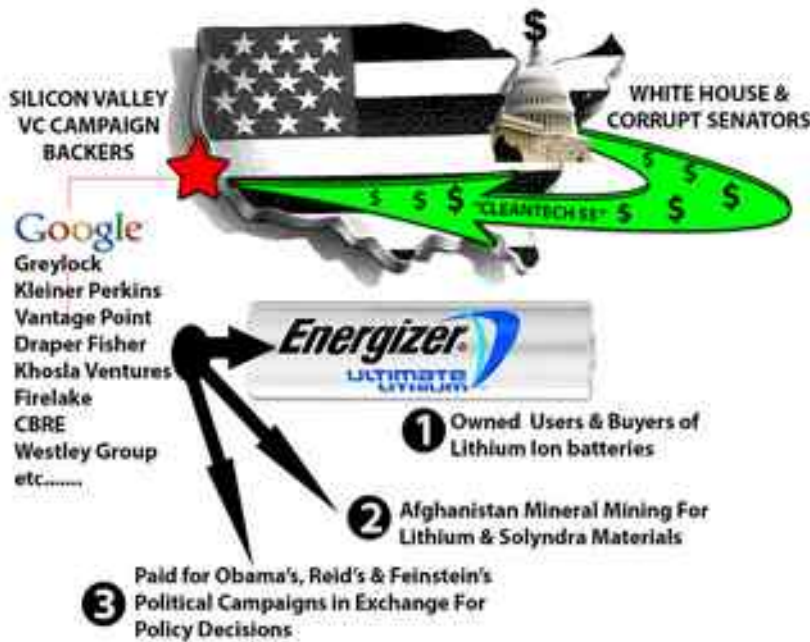 $
SILICON VALLEY
VC CAMPAIGN
BACKERS
WHITE HOUSE &
CORRUPT SENATORS
$ $ $ "CLEANTECH $$" $ $ $ $ $
Google
Greylock
Kleiner Perkins
Vantage Point
Draper Fisher
Khosla Ventures
Firelake
CBRE
Westley Group
etc.......
Energizer
ULTIMATE
LITHIUM
1 Owned Users & Buyers of
Lithium Ion batteries
2 Afghanistan Mineral Mining For
Lithium & Solyndra Materials
3 Paid for Obama's, Reid's & Feinstein's
Political Campaigns in Exchange For
Policy Decisions